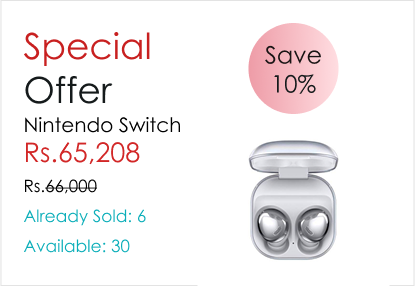 Special
Offer
Nintendo Switch
Rs.65,208
Rs.66,000
Already Sold: 6
Available: 30
Save
10%